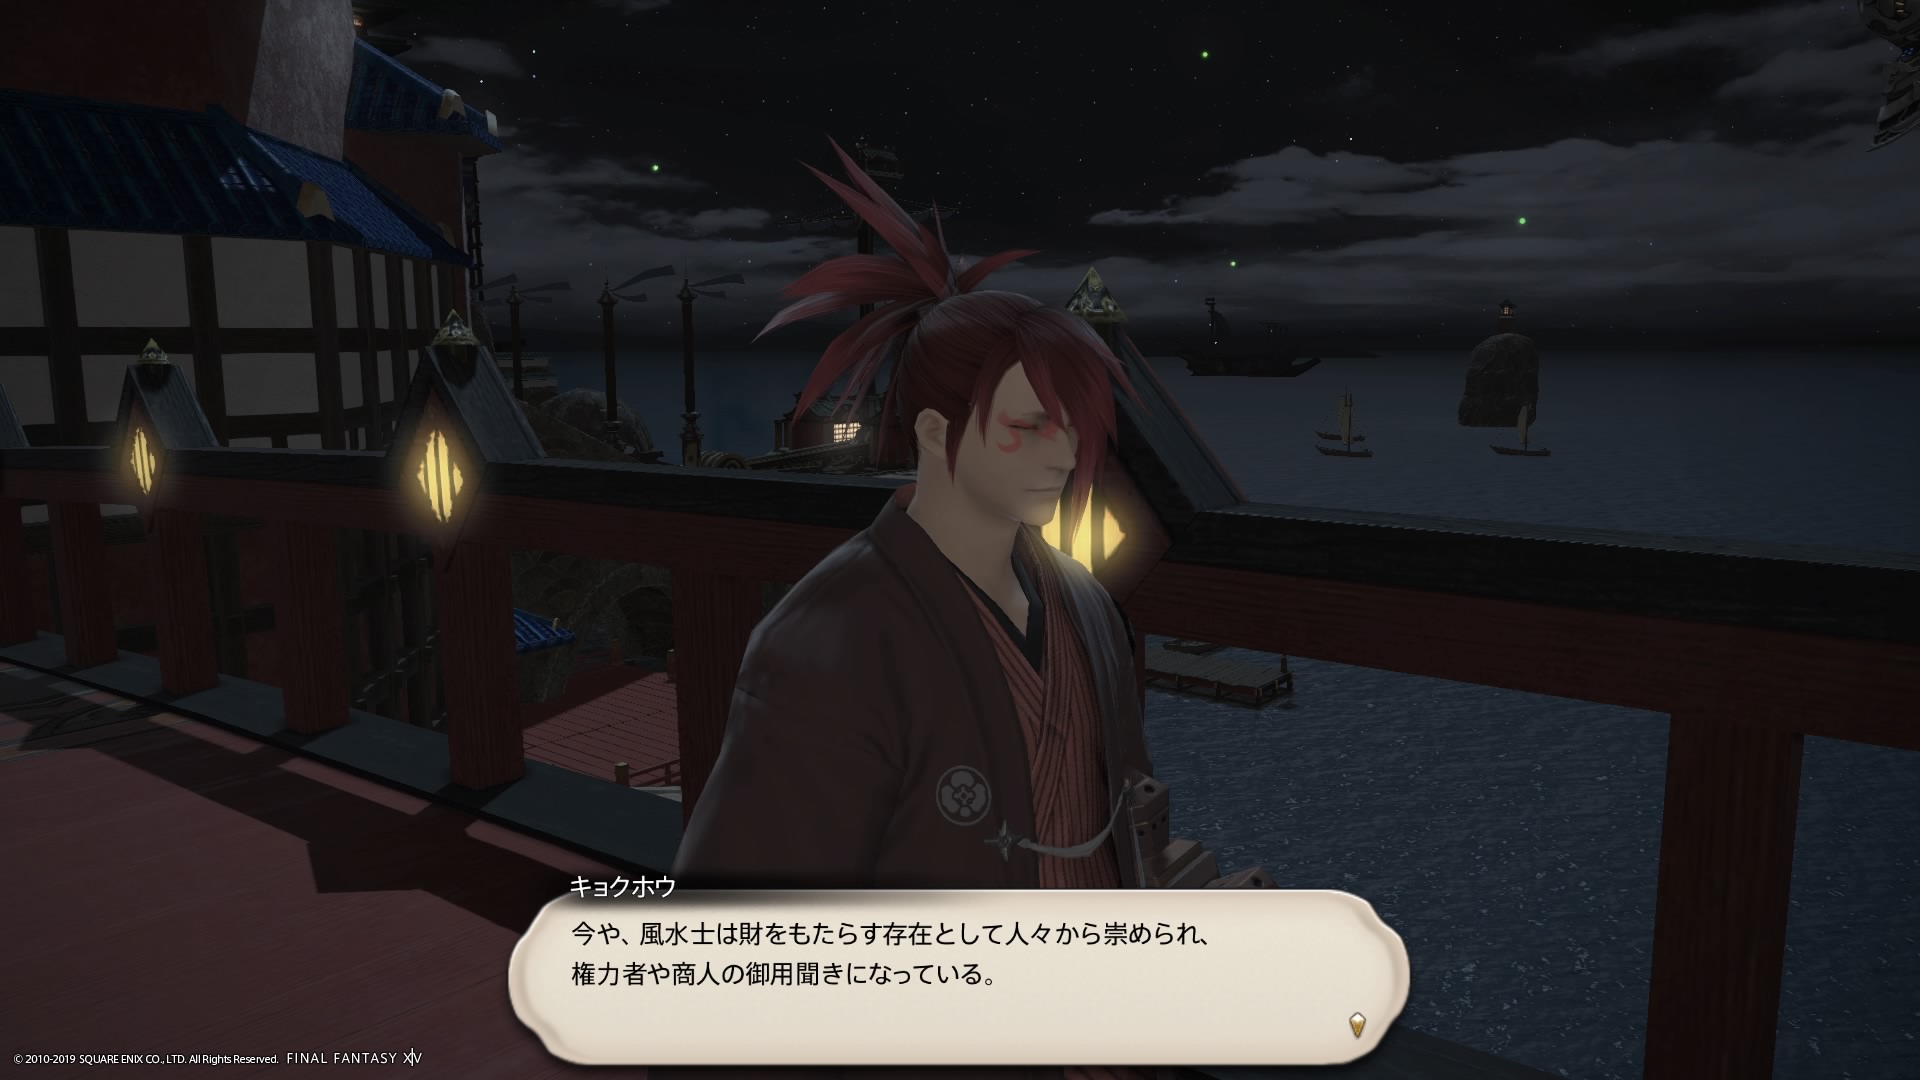 キョクホウ
今や、風水士は財をもたらす存在として人々から崇められ、
権力者や商人の御用聞きになっている。
© 2010-2019 SQUARE ENIX CO., LTD. All Rights Reserved. FINAL FANTASY XIV